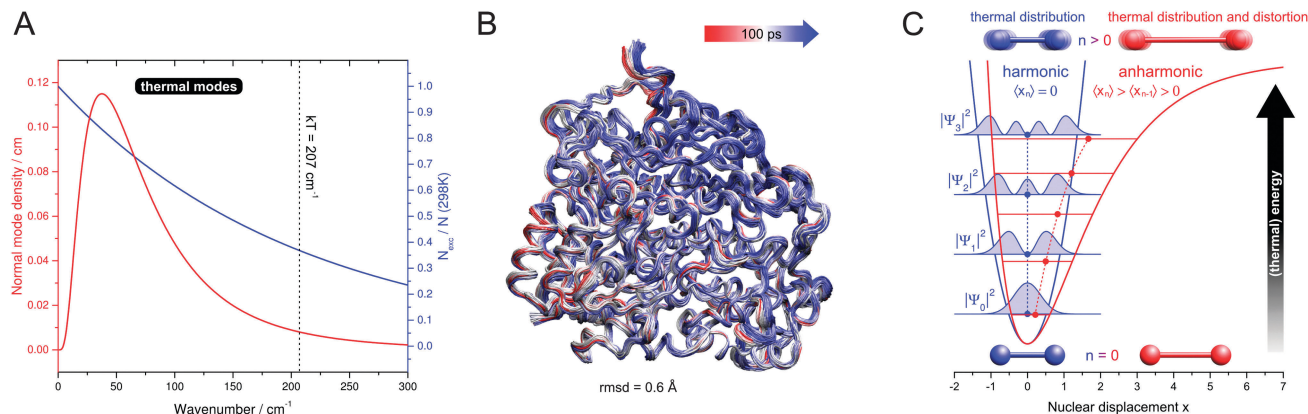 A
thermal modes
kT = 207 cm⁻¹
Normal mode density / cm
0.12
0.10
0.08
0.06
0.04
0.02
0.00
N_exc / N (298K)
1.0
0.9
0.8
0.7
0.6
0.5
0.4
0.3
0.2
0.1
0.0
0
50
100
150
200
250
300
Wavenumber / cm⁻¹
B
100 ps
rmsd = 0.6 Å
C
thermal distribution
thermal distribution and distortion
n > 0
harmonic
⟨x_n⟩ = 0
anharmonic
⟨x_n⟩ > ⟨x_{n-1}⟩ > 0
|Ψ₃|²
|Ψ₂|²
|Ψ₁|²
|Ψ₀|²
(thermal) energy
n = 0
-2
-1
0
1
2
3
4
5
6
7
Nuclear displacement x